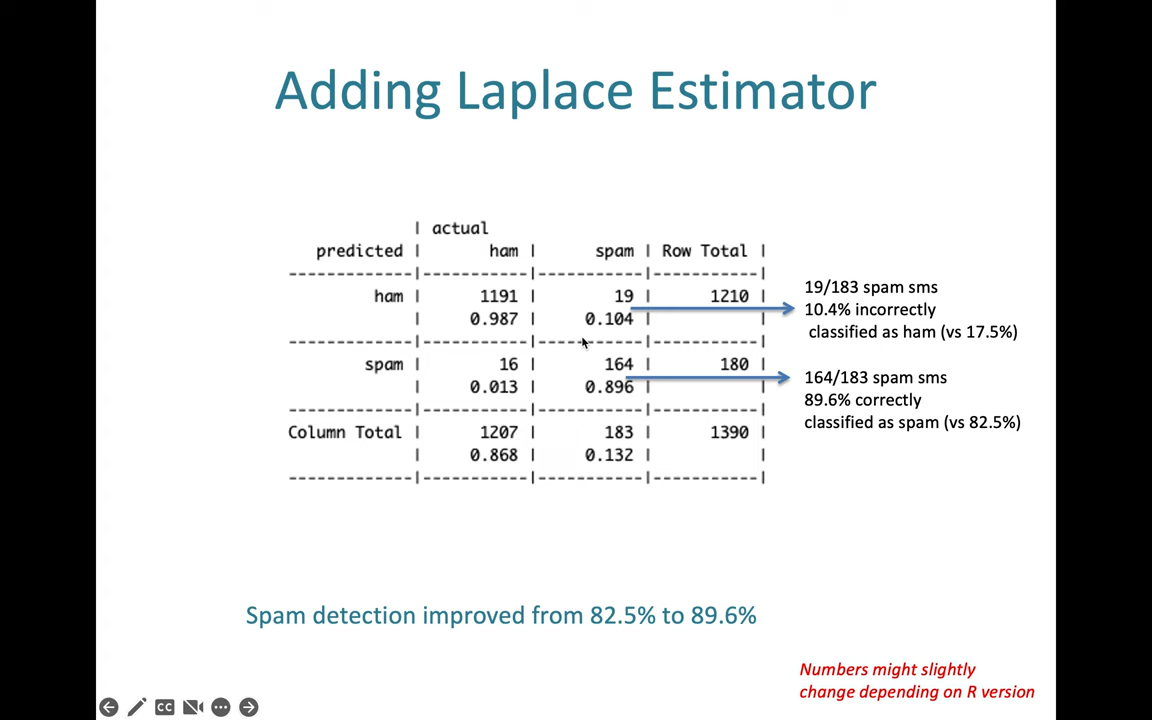 Adding Laplace Estimator
| actual
predicted | ham | spam | Row Total |
-------------|-----------|-----------|-----------|
ham | 1191 | 19 | 1210 |
| 0.987 | 0.104 | |
-------------|-----------|-----------|-----------|
spam | 16 | 164 | 180 |
| 0.013 | 0.896 | |
-------------|-----------|-----------|-----------|
Column Total | 1207 | 183 | 1390 |
| 0.868 | 0.132 | |
-------------|-----------|-----------|-----------|
19/183 spam sms
10.4% incorrectly
classified as ham (vs 17.5%)
164/183 spam sms
89.6% correctly
classified as spam (vs 82.5%)
Spam detection improved from 82.5% to 89.6%
Numbers might slightly
change depending on R version
CC